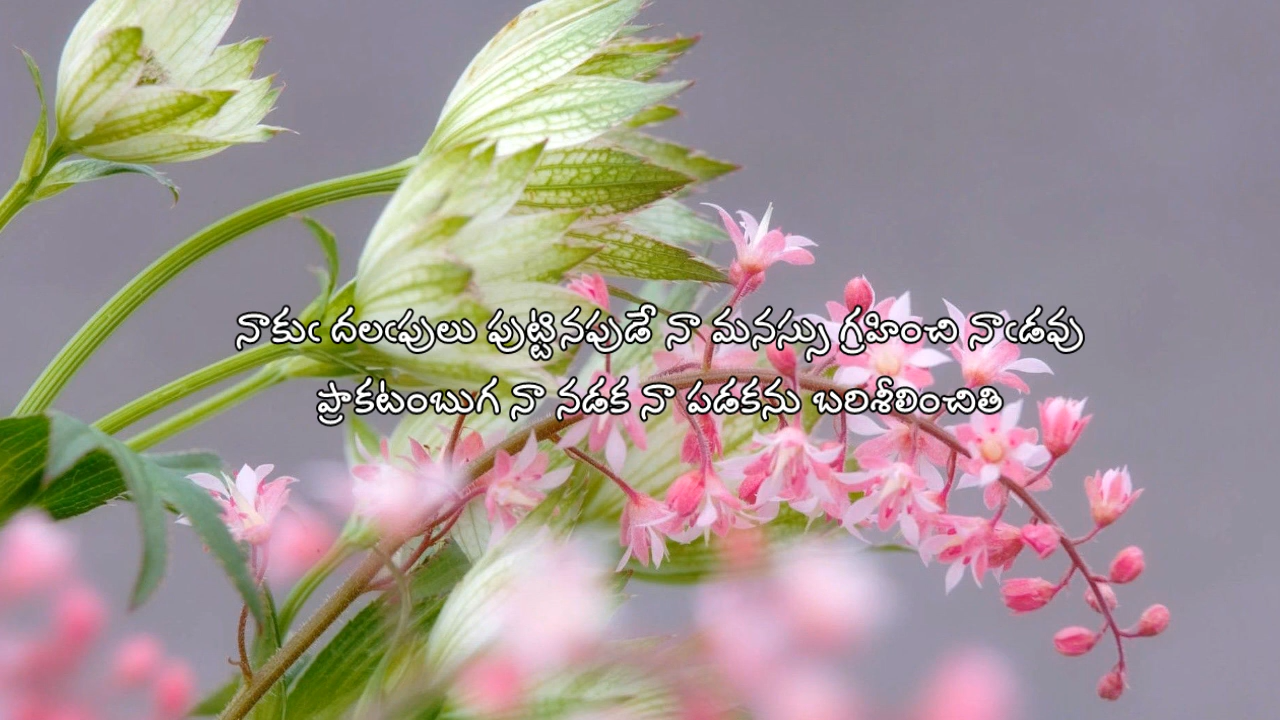 నాకుఁ దలఁపులు పుట్టినపుడే నా మనస్సు గ్రహించి నాఁడవు
ప్రాకటంబుగ నా నడక నా పడకను బరిశీలించితి